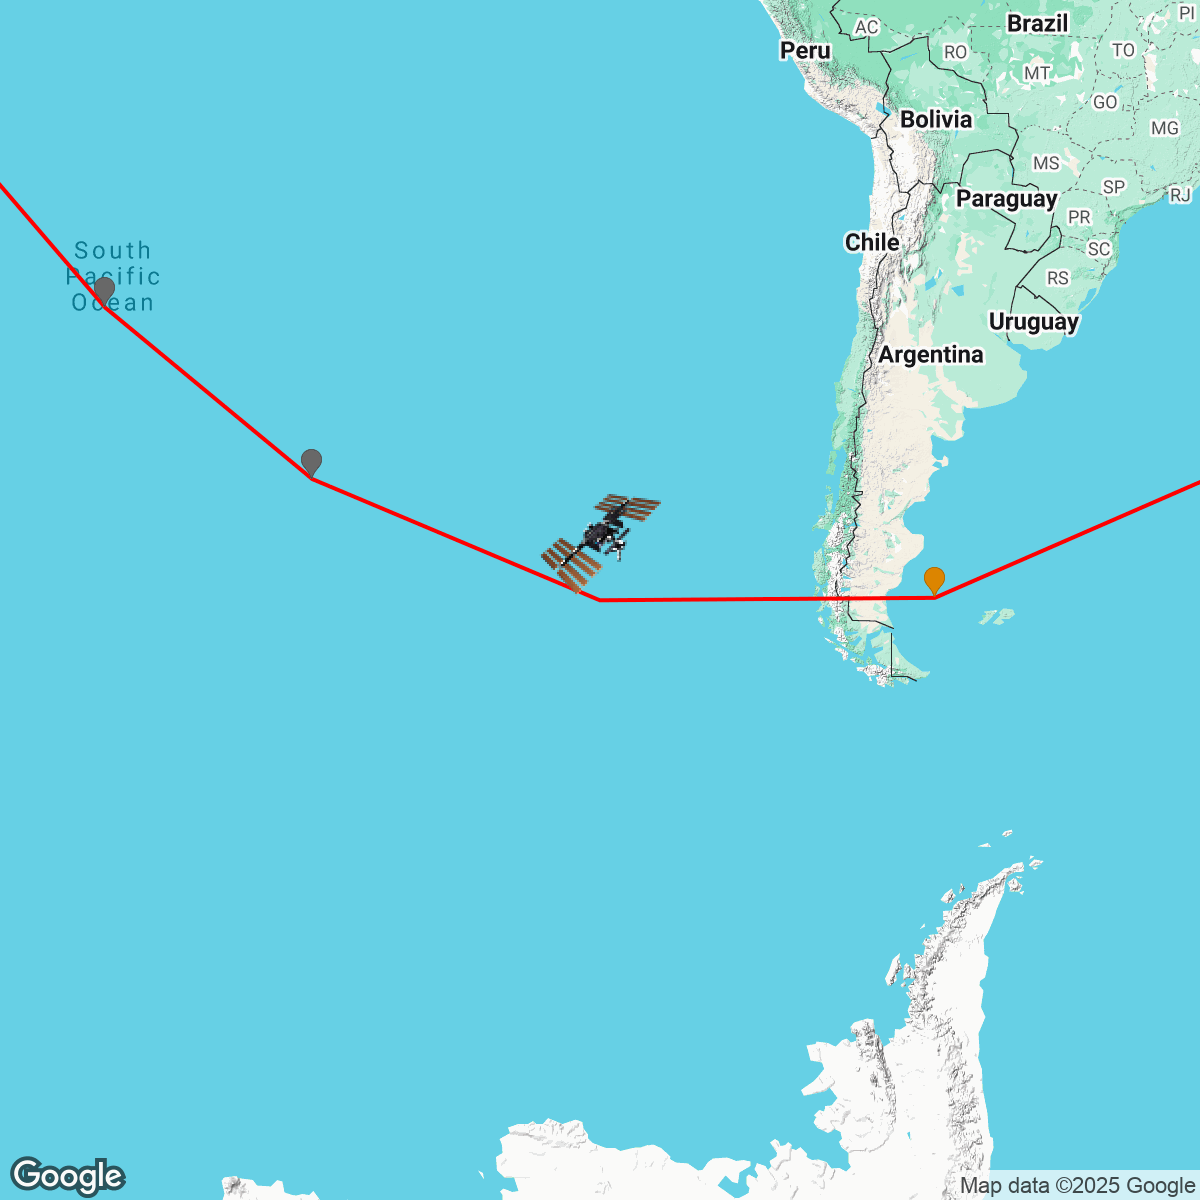 PI
AC
Brazil
Peru
RO
TO
MT
GO
Bolivia
MG
MS
SP
Paraguay
RJ
PR
Chile
SC
South
Pacific
Ocean
RS
Uruguay
Argentina
Google
Map data ©2025 Google